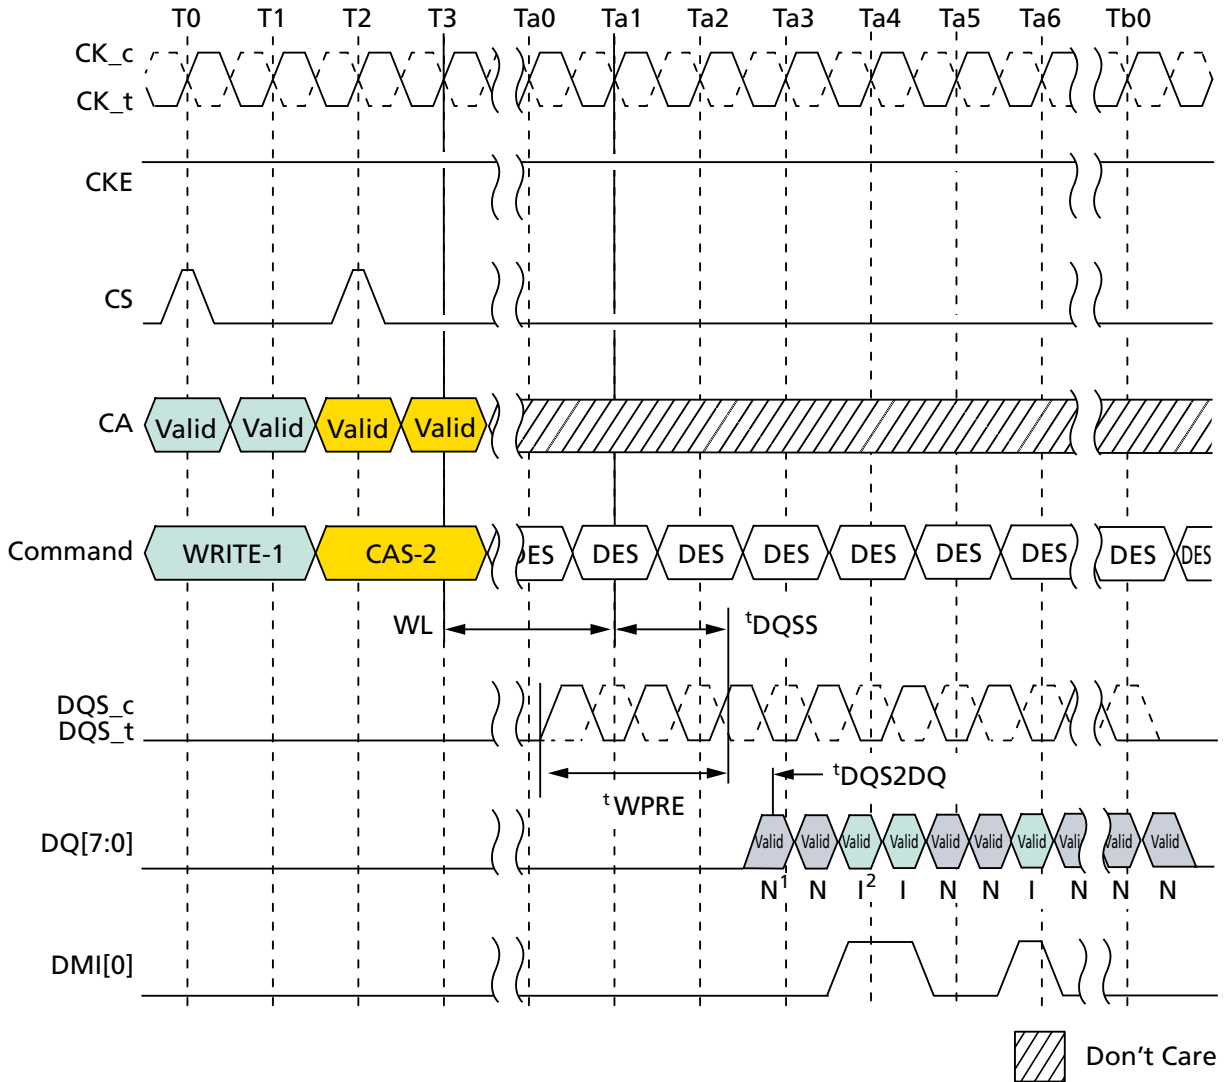 T0 T1 T2 T3 Ta0 Ta1 Ta2 Ta3 Ta4 Ta5 Ta6 Tb0
CK_c
CK_t
CKE
CS
CA Valid Valid Valid Valid
Command WRITE-1 CAS-2 DES DES DES DES DES DES DES DES DES
WL tDQSS
DQS_c
DQS_t
tDQS2DQ
tWPRE
DQ[7:0] Valid Valid Valid Valid Valid Valid Valid Valid Valid Valid
N1 N I2 I N N I N N N
DMI[0]
Don't Care